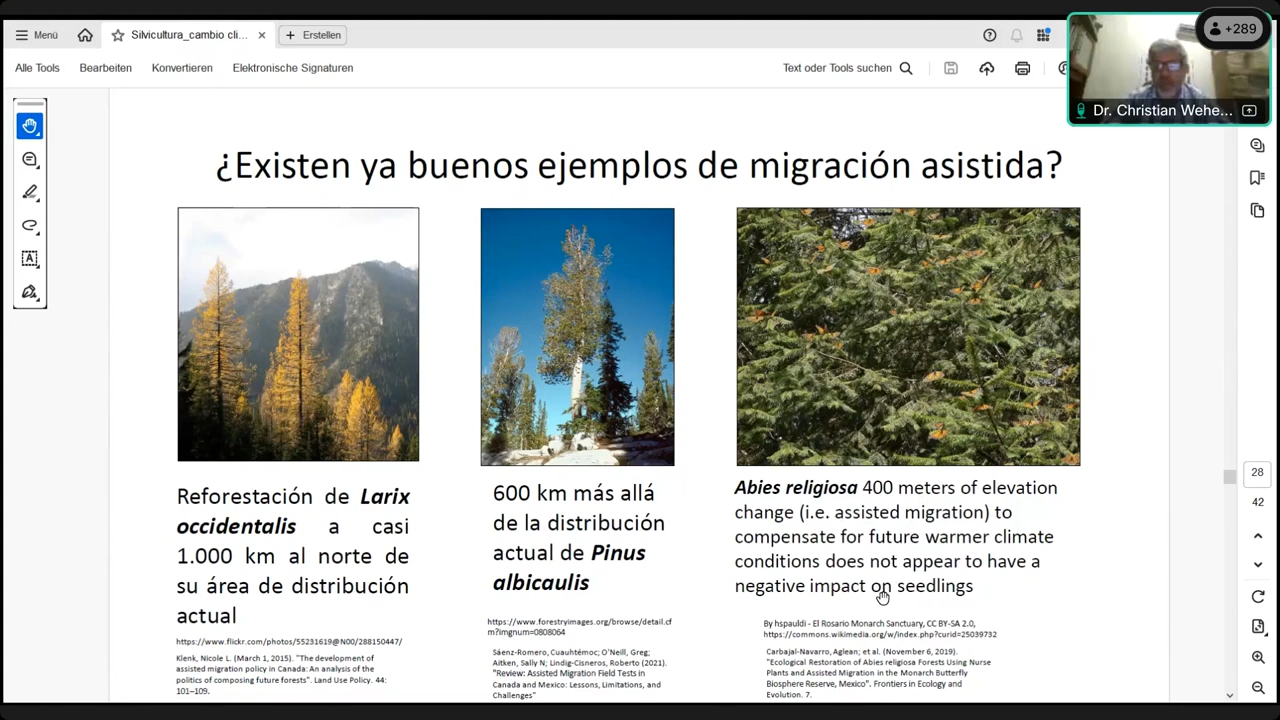 Menú
Silvicultura_cambio cli...
Erstellen
+289
Alle Tools
Bearbeiten
Konvertieren
Elektronische Signaturen
Text oder Tools suchen
Dr. Christian Wehe...
¿Existen ya buenos ejemplos de migración asistida?
Reforestación de Larix
occidentalis a casi
1.000 km al norte de
su área de distribución
actual
https://www.flickr.com/photos/55231619@N00/288150447/
Klenk, Nicole L. (March 1, 2015). "The development of
assisted migration policy in Canada: An analysis of the
politics of composing future forests". Land Use Policy. 44:
101–109.
600 km más allá
de la distribución
actual de Pinus
albicaulis
https://www.forestryimages.org/browse/detail.cf
m?imgnum=0808064
Sáenz-Romero, Cuauhtémoc; O'Neill, Greg;
Aitken, Sally N; Lindig-Cisneros, Roberto (2021).
"Review: Assisted Migration Field Tests in
Canada and Mexico: Lessons, Limitations, and
Challenges"
Abies religiosa 400 meters of elevation
change (i.e. assisted migration) to
compensate for future warmer climate
conditions does not appear to have a
negative impact on seedlings
By hspauldi - El Rosario Monarch Sanctuary, CC BY-SA 2.0,
https://commons.wikimedia.org/w/index.php?curid=25039732
Carbajal-Navarro, Aglean; et al. (November 6, 2019).
"Ecological Restoration of Abies religiosa Forests Using Nurse
Plants and Assisted Migration in the Monarch Butterfly
Biosphere Reserve, Mexico". Frontiers in Ecology and
Evolution. 7.
28
42